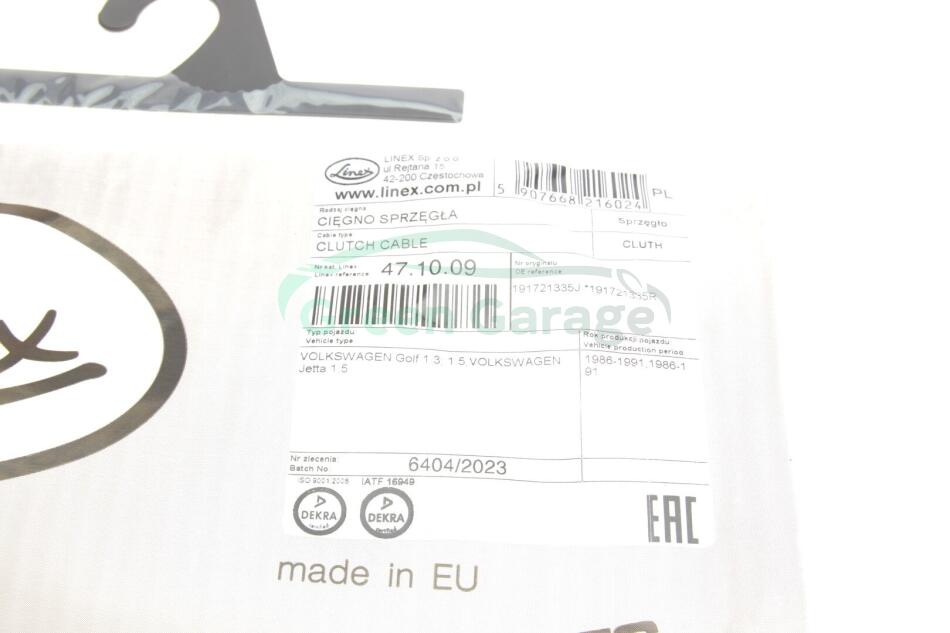 Linex
LINEX Sp. z o o
ul Rejtana 15
42-200 Częstochowa
www.linex.com.pl
5 907668 216024
PL
Rodzaj cięgna
CIĘGNO SPRZĘGŁA
Sprzęgło
Cable type
CLUTCH CABLE
CLUTH
Nr kat. Linex
Linex reference
47.10.09
Nr oryginału
OE reference
191721335J,*191721335R
Green Garage
Typ pojazdu
Vehicle type
Rok produkcji pojazdu
Vehicle production period
VOLKSWAGEN Golf 1.3, 1.5,VOLKSWAGEN
Jetta 1.5
1986-1991,1986-1
91
Nr zlecenia:
Batch No:
6404/2023
ISO 9001:2008
IATF 16949
DEKRA
DEKRA
EAC
made in EU